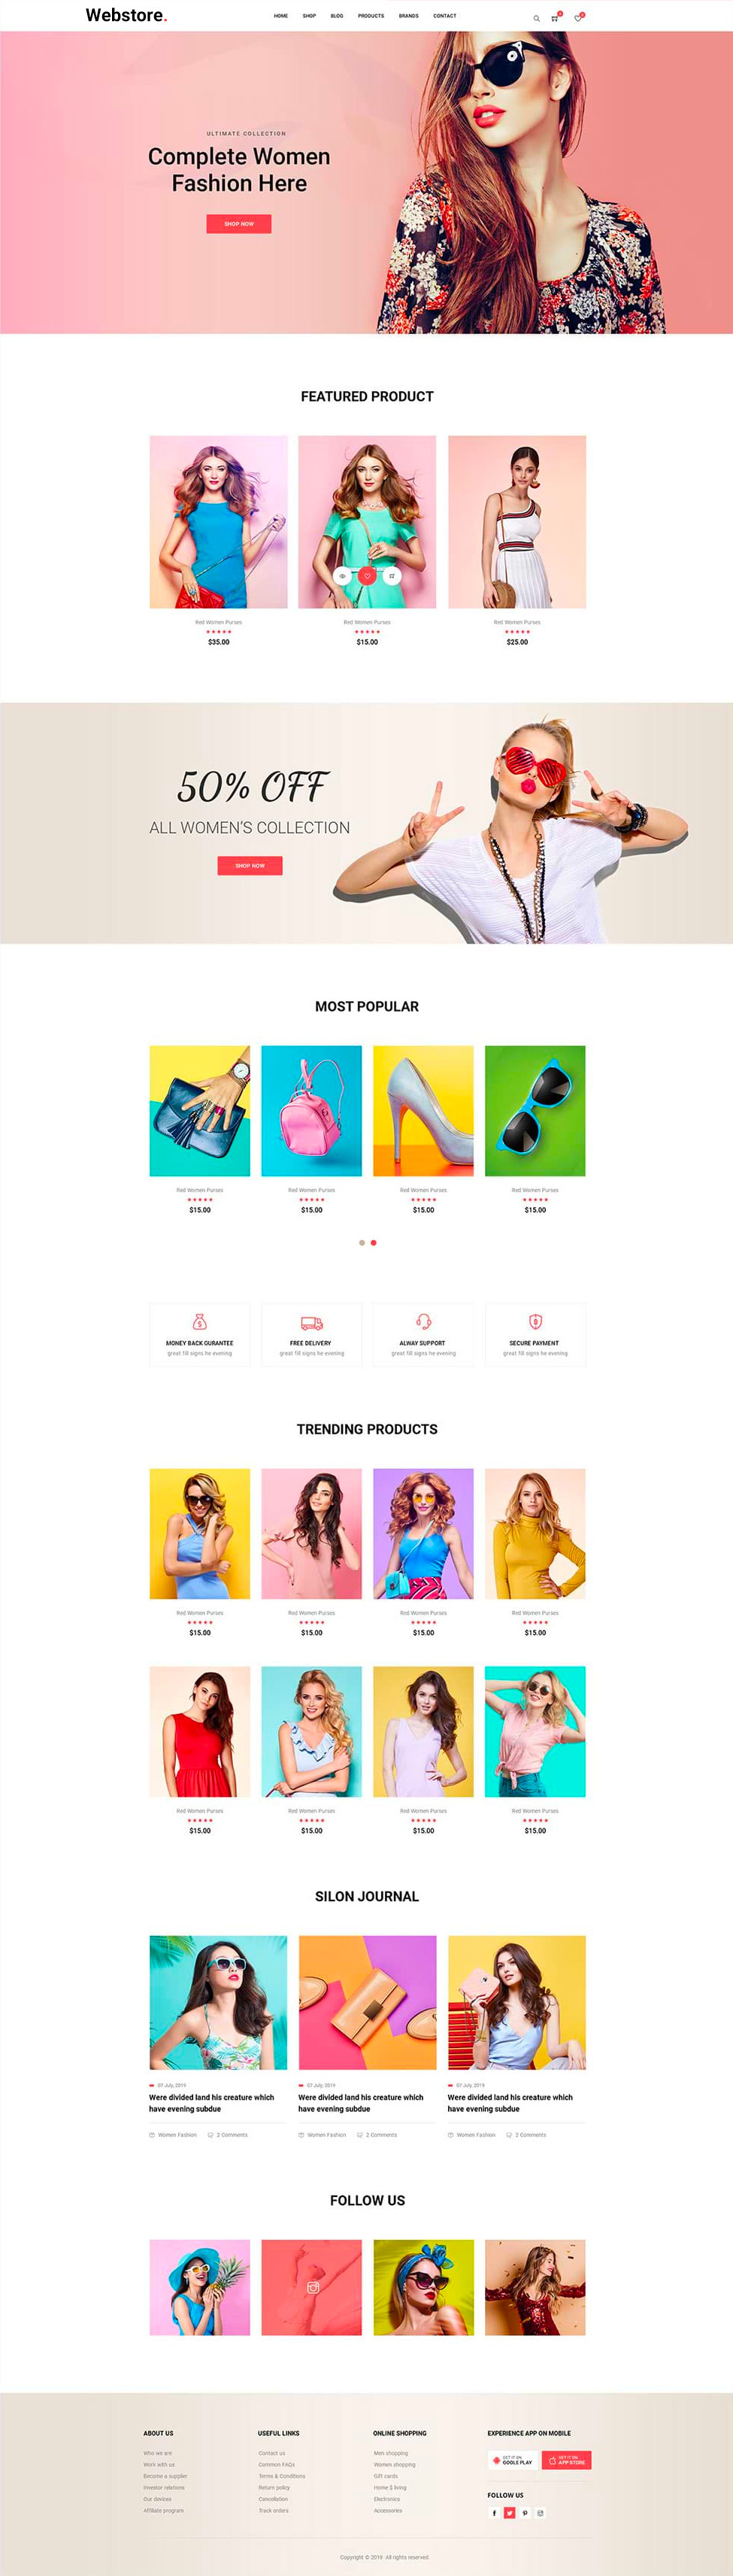 Webstore.
HOME SHOP BLOG PRODUCTS BRANDS CONTACT
ULTIMATE COLLECTION
Complete Women
Fashion Here
SHOP NOW
FEATURED PRODUCT
Red Women Purses
$35.00
Red Women Purses
$15.00
Red Women Purses
$25.00
50% OFF
ALL WOMEN'S COLLECTION
SHOP NOW
MOST POPULAR
Red Women Purses
$15.00
Red Women Purses
$15.00
Red Women Purses
$15.00
Red Women Purses
$15.00
MONEY BACK GURANTEE
great fill signs he evening
FREE DELIVERY
great fill signs he evening
ALWAY SUPPORT
great fill signs he evening
SECURE PAYMENT
great fill signs he evening
TRENDING PRODUCTS
Red Women Purses
$15.00
Red Women Purses
$15.00
Red Women Purses
$15.00
Red Women Purses
$15.00
Red Women Purses
$15.00
Red Women Purses
$15.00
Red Women Purses
$15.00
Red Women Purses
$15.00
SILON JOURNAL
07 July, 2019
Were divided land his creature which
have evening subdue
Women Fashion 2 Comments
07 July, 2019
Were divided land his creature which
have evening subdue
Women Fashion 2 Comments
07 July, 2019
Were divided land his creature which
have evening subdue
Women Fashion 2 Comments
FOLLOW US
ABOUT US
Who we are
Work with us
Become a supplier
Investor relations
Our devices
Affiliate program
USEFUL LINKS
Contact us
Common FAQs
Terms & Conditions
Return policy
Cancellation
Track orders
ONLINE SHOPPING
Men shopping
Women shopping
Gift cards
Home $ living
Electronics
Accessories
EXPERIENCE APP ON MOBILE
GET IT ON
GOOLE PLAY
GET IT ON
APP STORE
FOLLOW US
Copyright © 2019 All rights reserved.